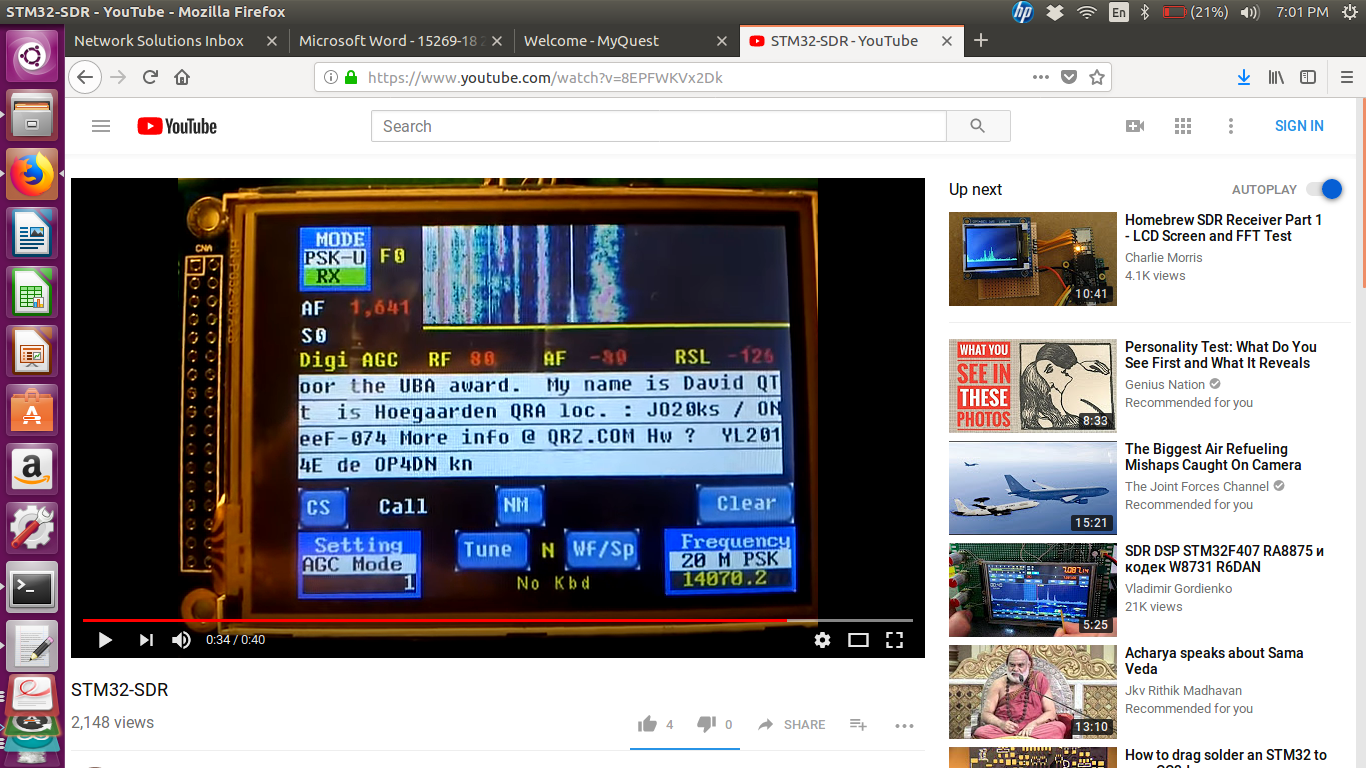 STM32-SDR - YouTube - Mozilla Firefox
En
(21%)
7:01 PM
Network Solutions Inbox
Microsoft Word - 15269-18 2
Welcome - MyQuest
STM32-SDR - YouTube
https://www.youtube.com/watch?v=8EPFWKVx2Dk
YouTube
Search
SIGN IN
MODE
PSK-U
RX
F0
AF 1,641
S0
Digi AGC RF 80 AF -80 RSL -126
oor the UBA award. My name is David QT
t is Hoegaarden QRA loc. : JO20ks / ON
eeF-074 More info @ QRZ.COM Hw ? YL201
4E de OP4DN kn
CS Call NM Clear
Setting
AGC Mode
1
Tune N Wf/Sp
No Kbd
Frequency
20 M PSK
14070.2
0:34 / 0:40
STM32-SDR
2,148 views
4
0
SHARE
Up next
AUTOPLAY
10:41
Homebrew SDR Receiver Part 1
- LCD Screen and FFT Test
Charlie Morris
4.1K views
WHAT YOU
SEE IN
THESE
PHOTOS
8:33
Personality Test: What Do You
See First and What It Reveals
Genius Nation
Recommended for you
15:21
The Biggest Air Refueling
Mishaps Caught On Camera
The Joint Forces Channel
Recommended for you
5:25
SDR DSP STM32F407 RA8875 и
кодек W8731 R6DAN
Vladimir Gordienko
21K views
13:10
Acharya speaks about Sama
Veda
Jkv Rithik Madhavan
Recommended for you
How to drag solder an STM32 to